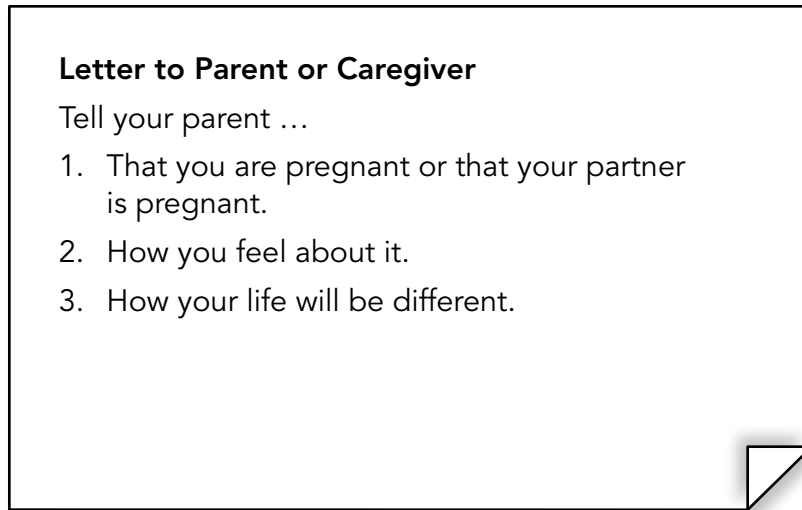 Letter to Parent or Caregiver
Tell your parent …
1. That you are pregnant or that your partner
is pregnant.
2. How you feel about it.
3. How your life will be different.